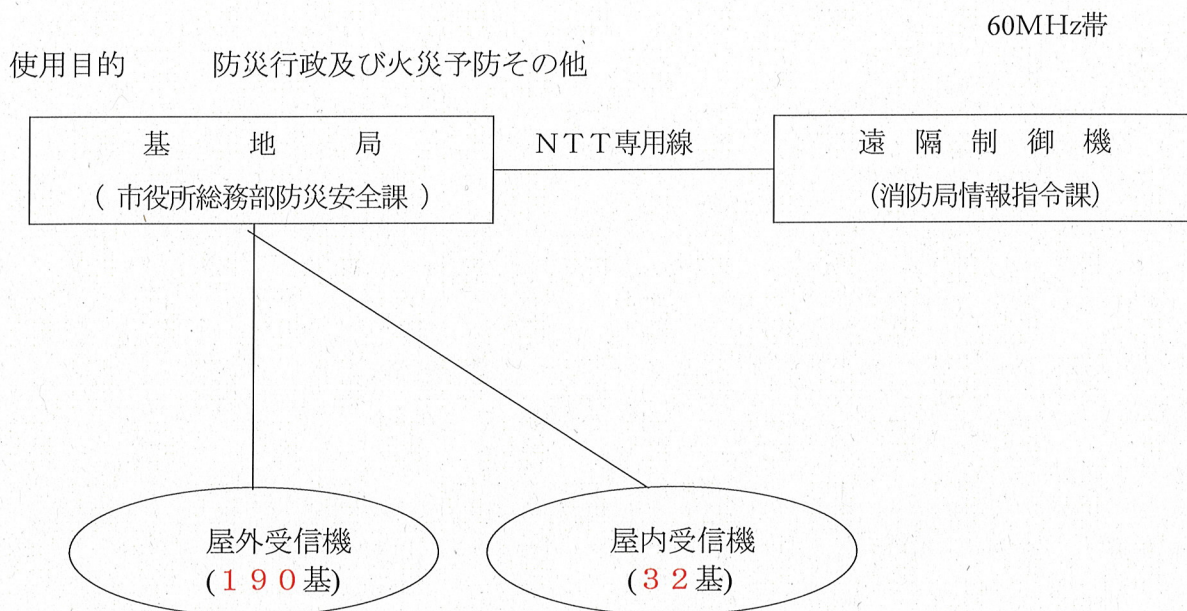 60MHz帯
使用目的 防災行政及び火災予防その他
基 地 局
( 市役所総務部防災安全課 )
NTT専用線
遠 隔 制 御 機
(消防局情報指令課)
屋外受信機
(190基)
屋内受信機
(32基)